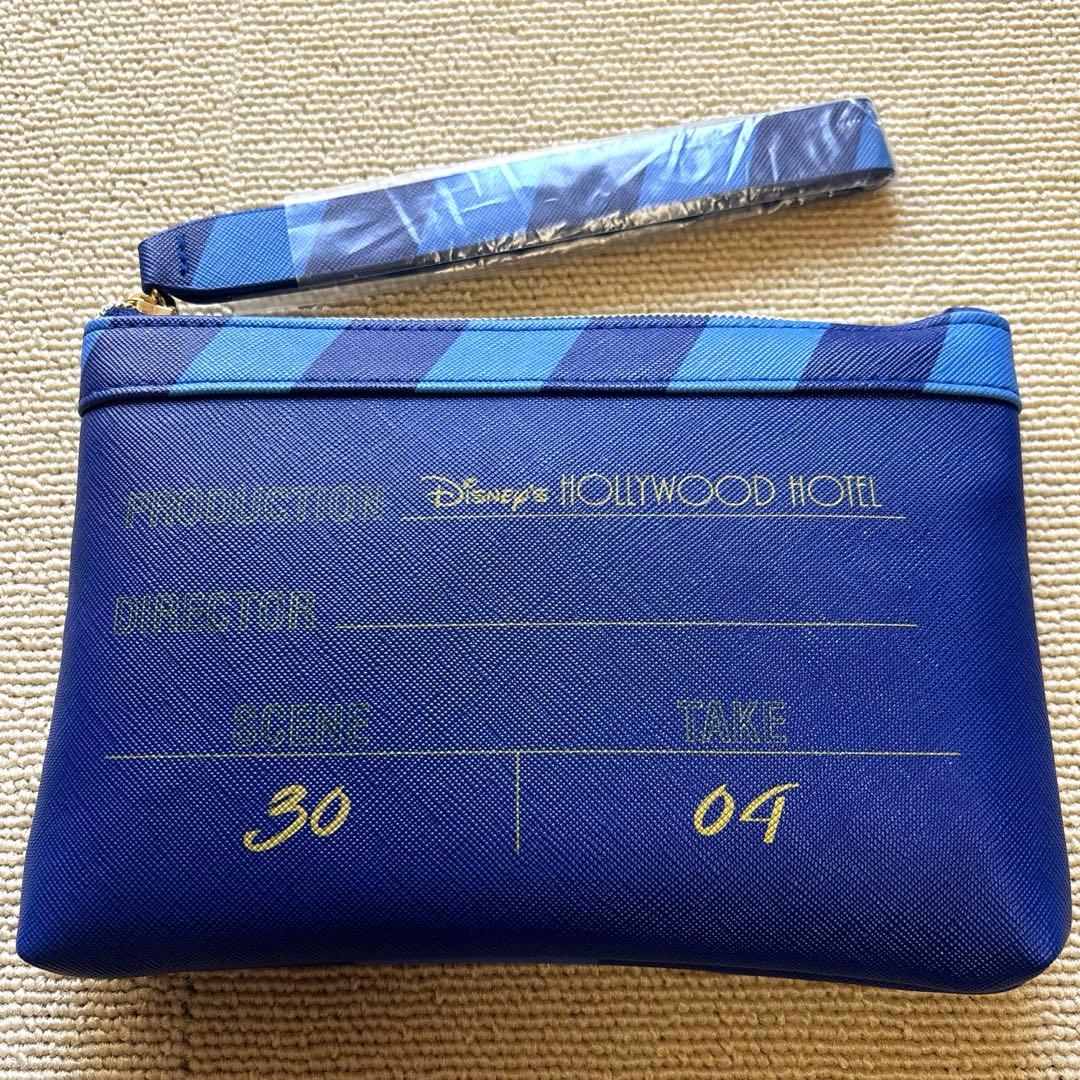 PRODUCTION Disney's HOLLYWOOD HOTEL
DIRECTOR
SCENE TAKE
30 04